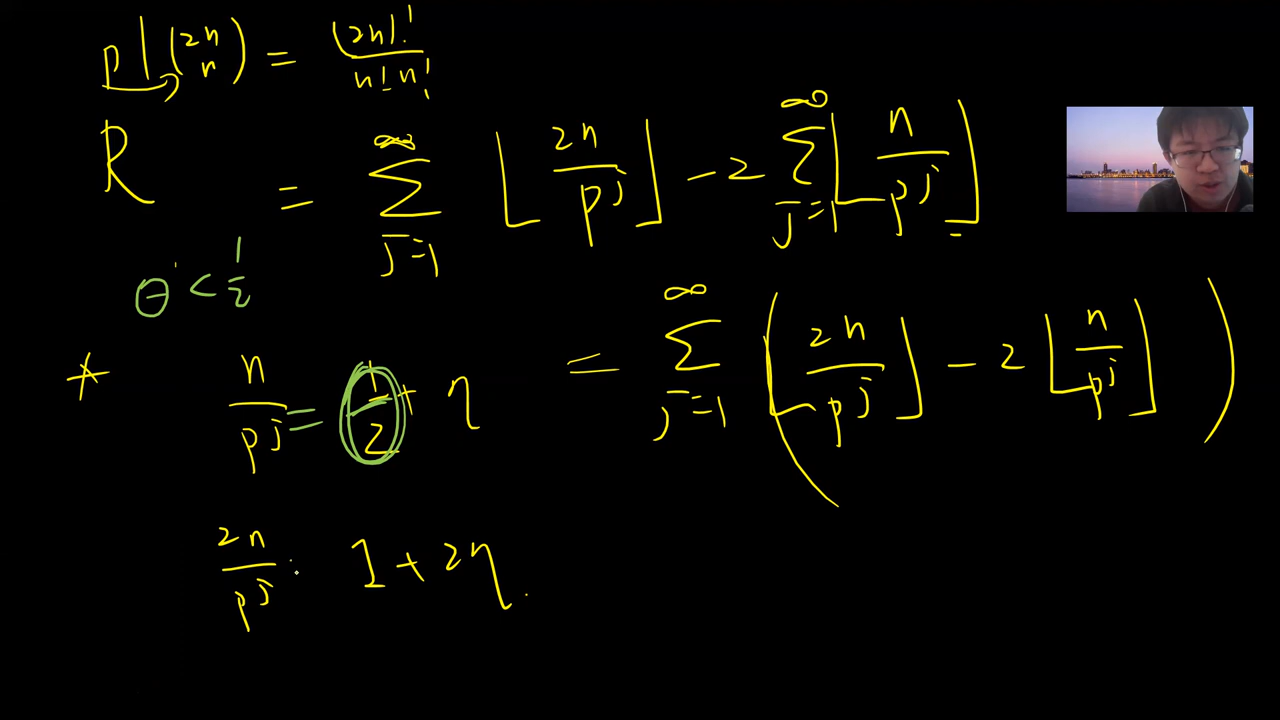 p | (2n n) = (2n)! / n! n!
R = ∞ Σ j=1 ⌊ 2n / p^j ⌋ - 2 ∞ Σ j=1 ⌊ n / p^j ⌋
θ < 1/2
* n / p^j = 1/2 + η
= ∞ Σ j=1 ( ⌊ 2n / p^j ⌋ - 2 ⌊ n / p^j ⌋ )
2n / p^j : 1 + 2η.